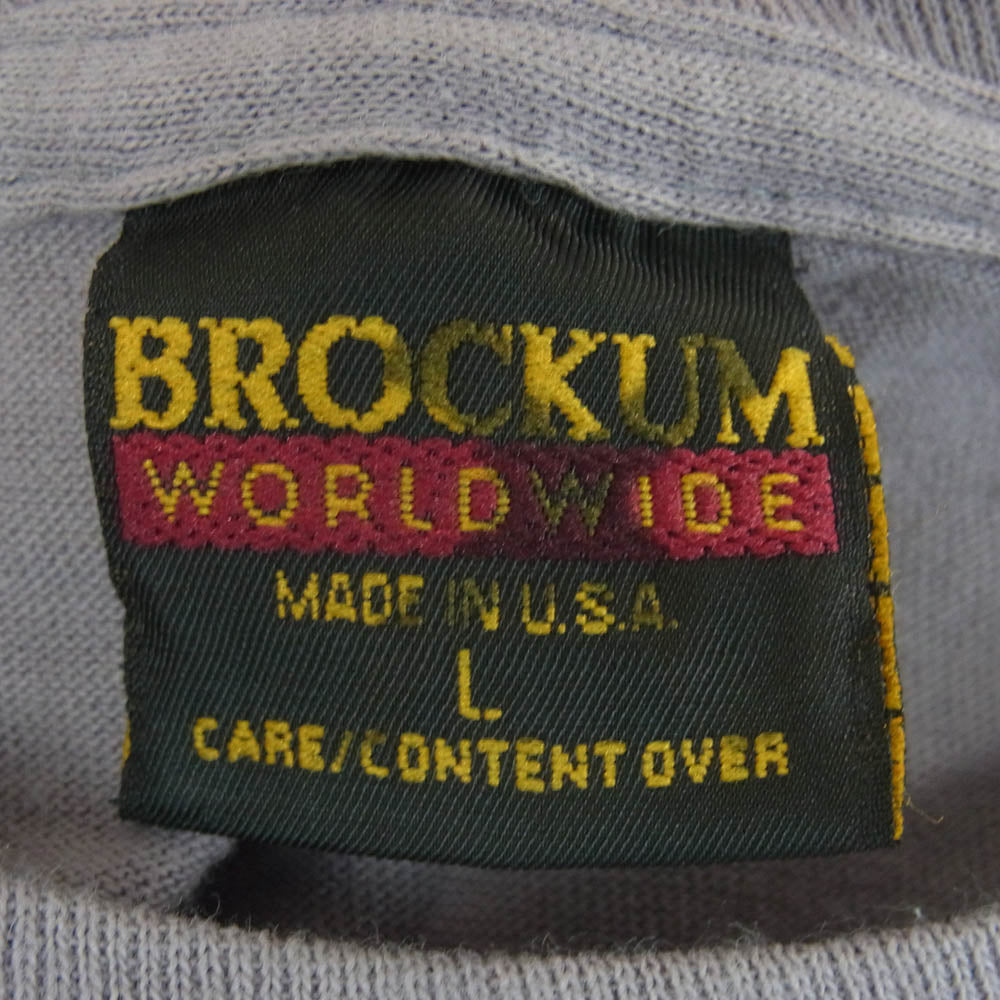 BROCKUM
WORLDWIDE
MADE IN U.S.A.
L
CARE/CONTENT OVER